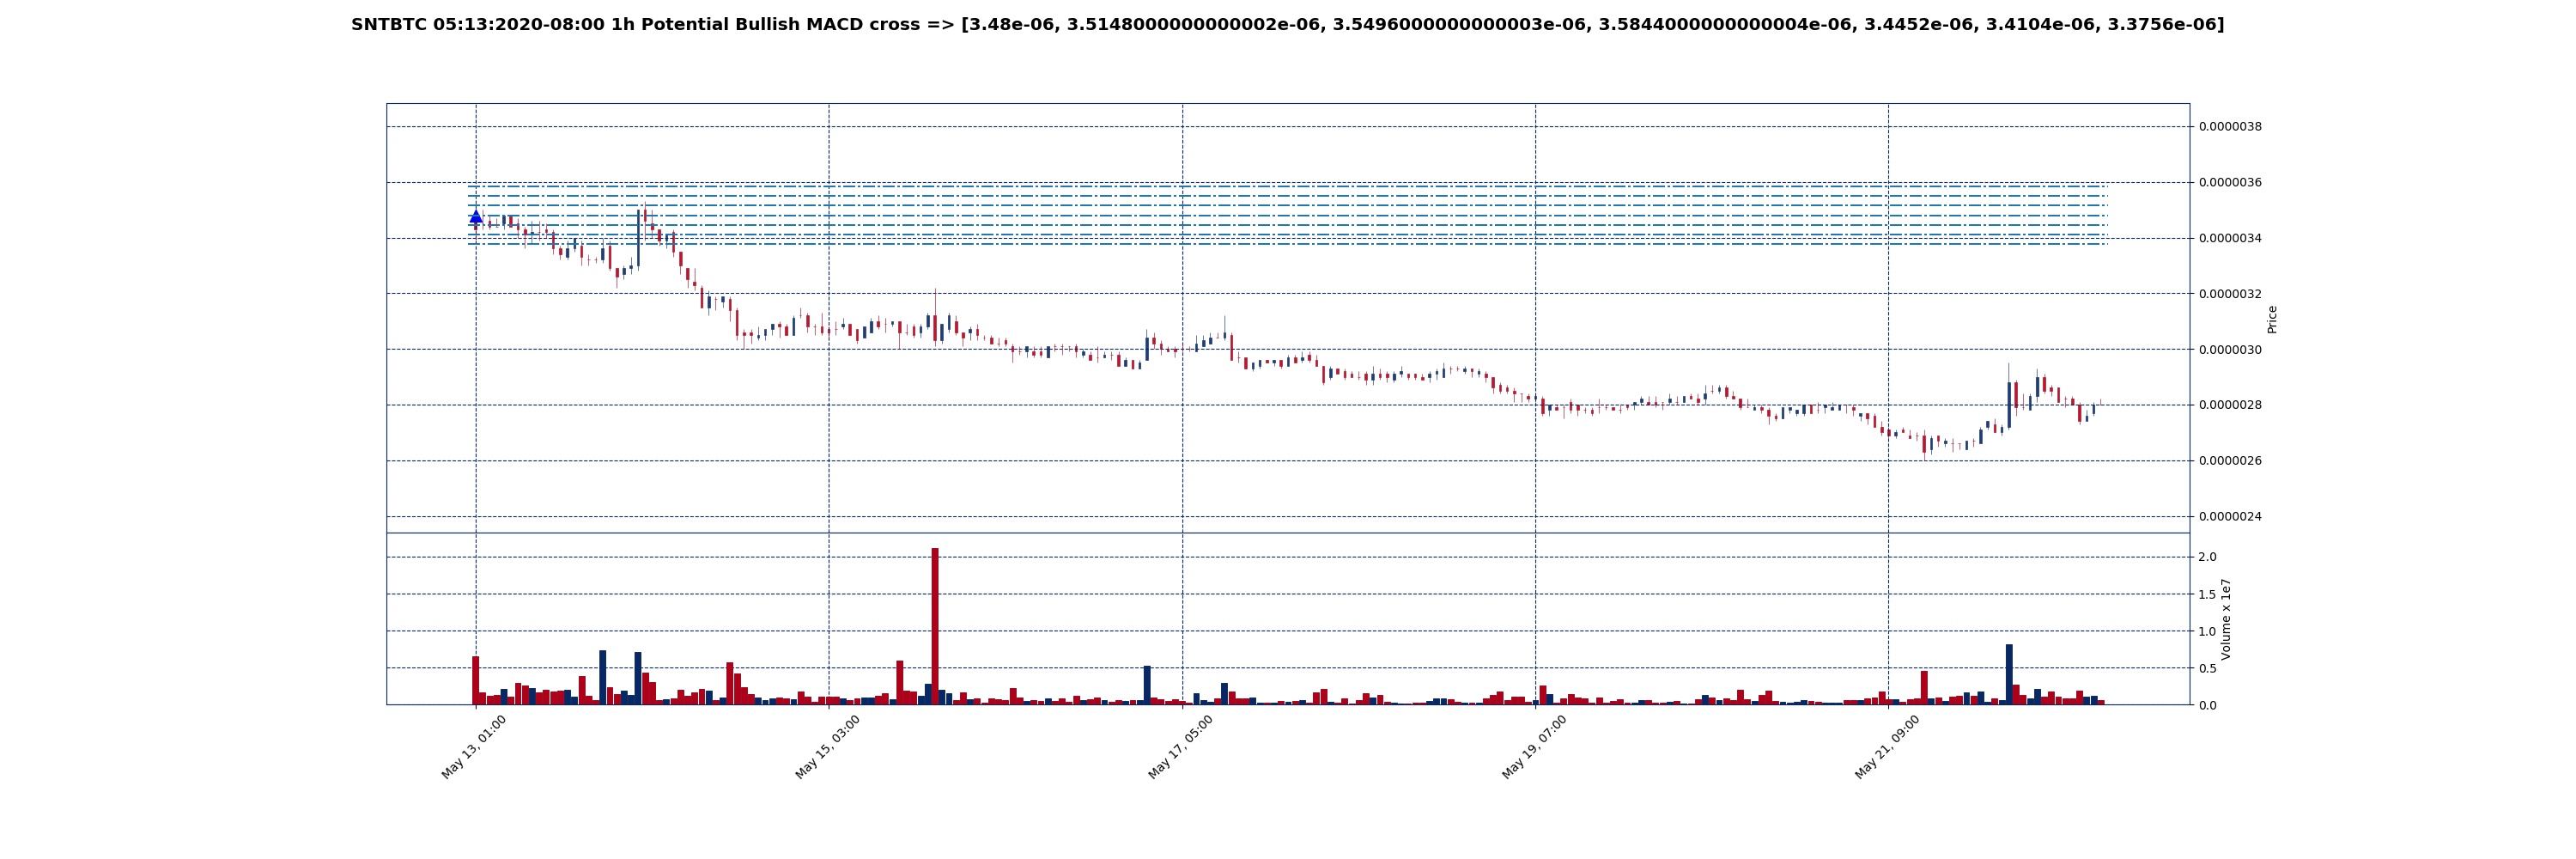 SNTBTC 05:13:2020-08:00 1h Potential Bullish MACD cross => [3.48e-06, 3.5148000000000002e-06, 3.5496000000000003e-06, 3.5844000000000004e-06, 3.4452e-06, 3.4104e-06, 3.3756e-06]
0.0000038
0.0000036
0.0000034
0.0000032
0.0000030
0.0000028
0.0000026
0.0000024
Price
2.0
1.5
1.0
0.5
0.0
Volume x 1e7
May 13, 01:00
May 15, 03:00
May 17, 05:00
May 19, 07:00
May 21, 09:00